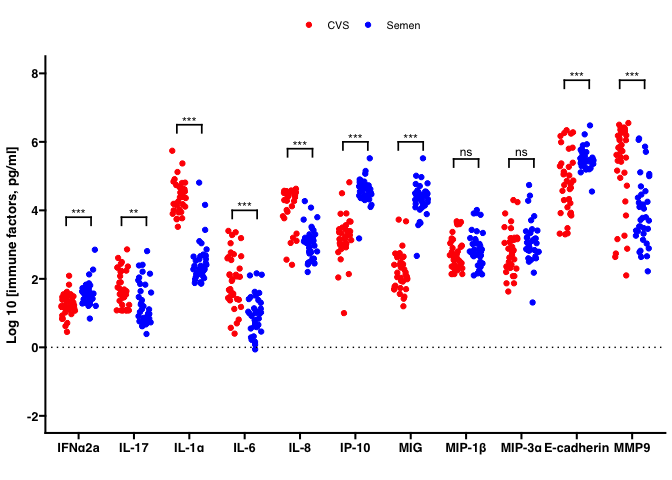 CVS Semen
Log 10 [immune factors, pg/ml]
8
6
4
2
0
-2
*** ** *** *** *** *** *** ns ns *** ***
IFNα2a IL-17 IL-1α IL-6 IL-8 IP-10 MIG MIP-1β MIP-3α E-cadherin MMP9